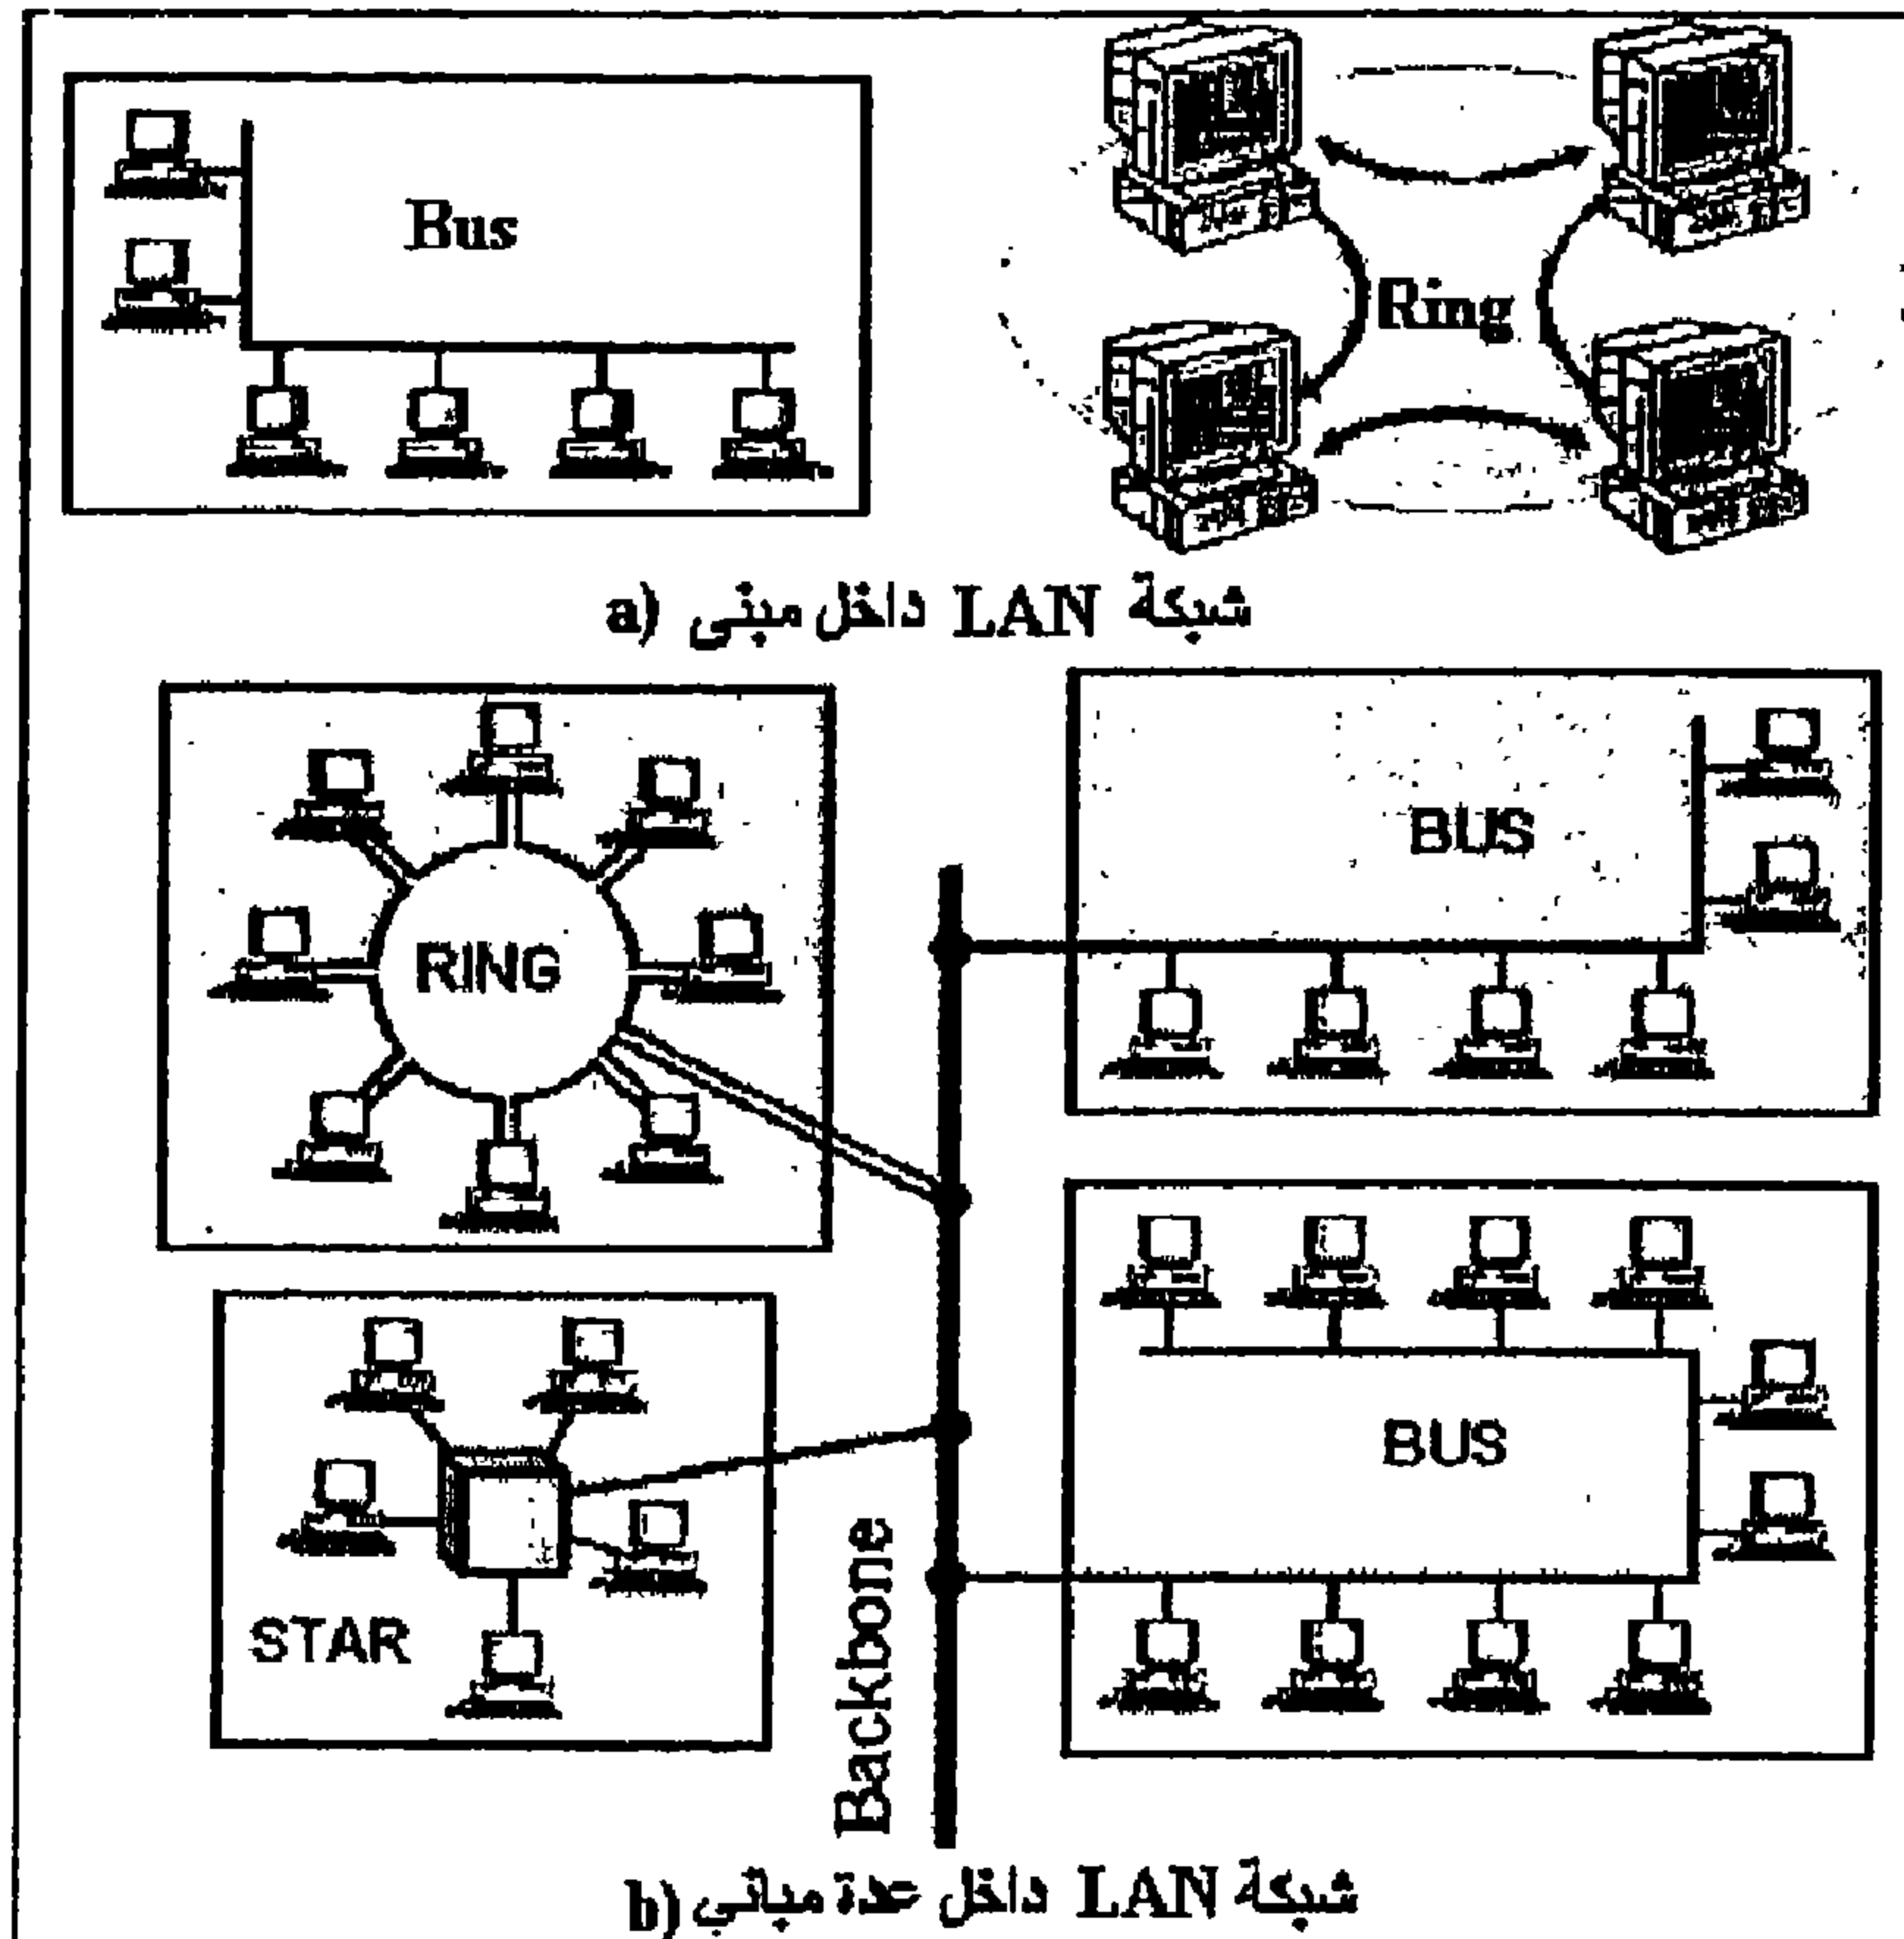 Bus
Ring
شبكة LAN داخل مبنى (a
RING
BUS
STAR
BUS
Backbone
شبكة LAN داخل عدة مباني (b